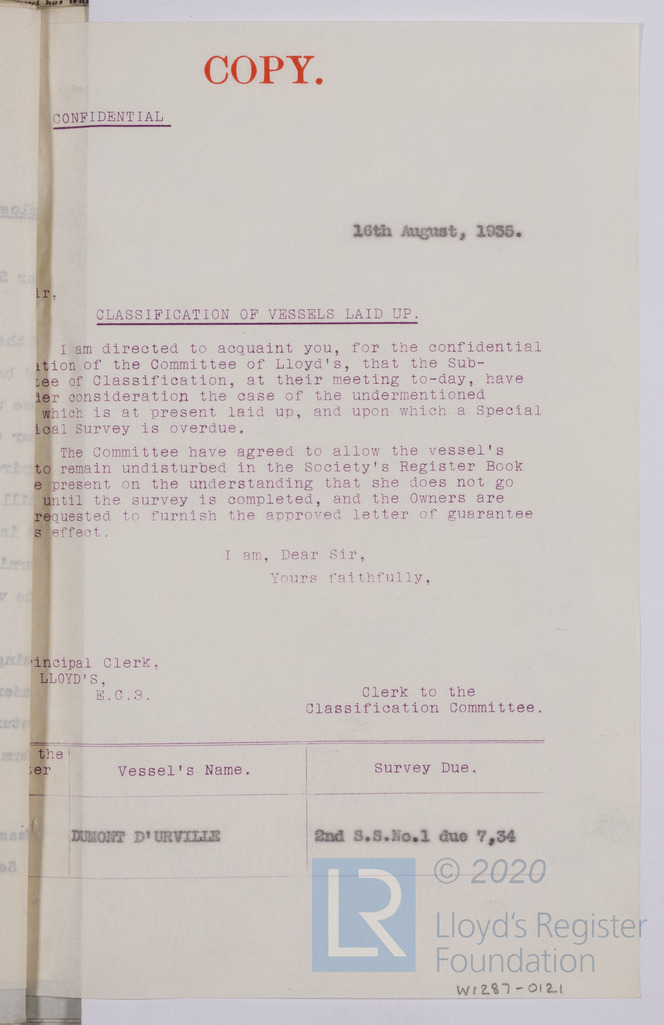 COPY.
CONFIDENTIAL
16th August, 1935.
ir,
CLASSIFICATION OF VESSELS LAID UP.
I am directed to acquaint you, for the confidential
ation of the Committee of Lloyd's, that the Sub-
tee of Classification, at their meeting to-day, have
der consideration the case of the undermentioned
which is at present laid up, and upon which a Special
ical Survey is overdue.
The Committee have agreed to allow the vessel's
to remain undisturbed in the Society's Register Book
e present on the understanding that she does not go
until the survey is completed, and the Owners are
requested to furnish the approved letter of guarantee
s effect.
I am, Dear Sir,
Yours faithfully,
incipal Clerk,
LLOYD'S,
E.C.3.
Clerk to the
Classification Committee.
the
er
Vessel's Name.
Survey Due.
DUMONT D'URVILLE
2nd S.S.No.1 due 7,34
© 2020
LR
Lloyd's Register
Foundation
W1287-0121